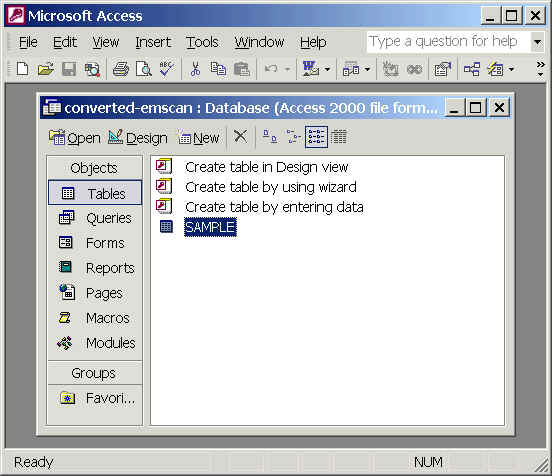 Microsoft Access
File Edit View Insert Tools Window Help Type a question for help
converted-emscan : Database (Access 2000 file form...
Open Design New
Objects
Tables
Queries
Forms
Reports
Pages
Macros
Modules
Groups
Favori...
Create table in Design view
Create table by using wizard
Create table by entering data
SAMPLE
Ready NUM